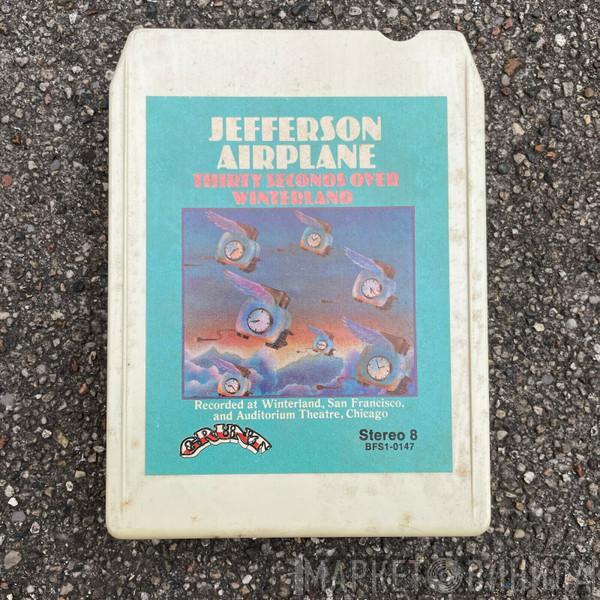 JEFFERSON
AIRPLANE
THIRTY SECONDS OVER
WINTERLAND
Recorded at Winterland, San Francisco,
and Auditorium Theatre, Chicago
GRUNT
Stereo 8
BFS1-0147